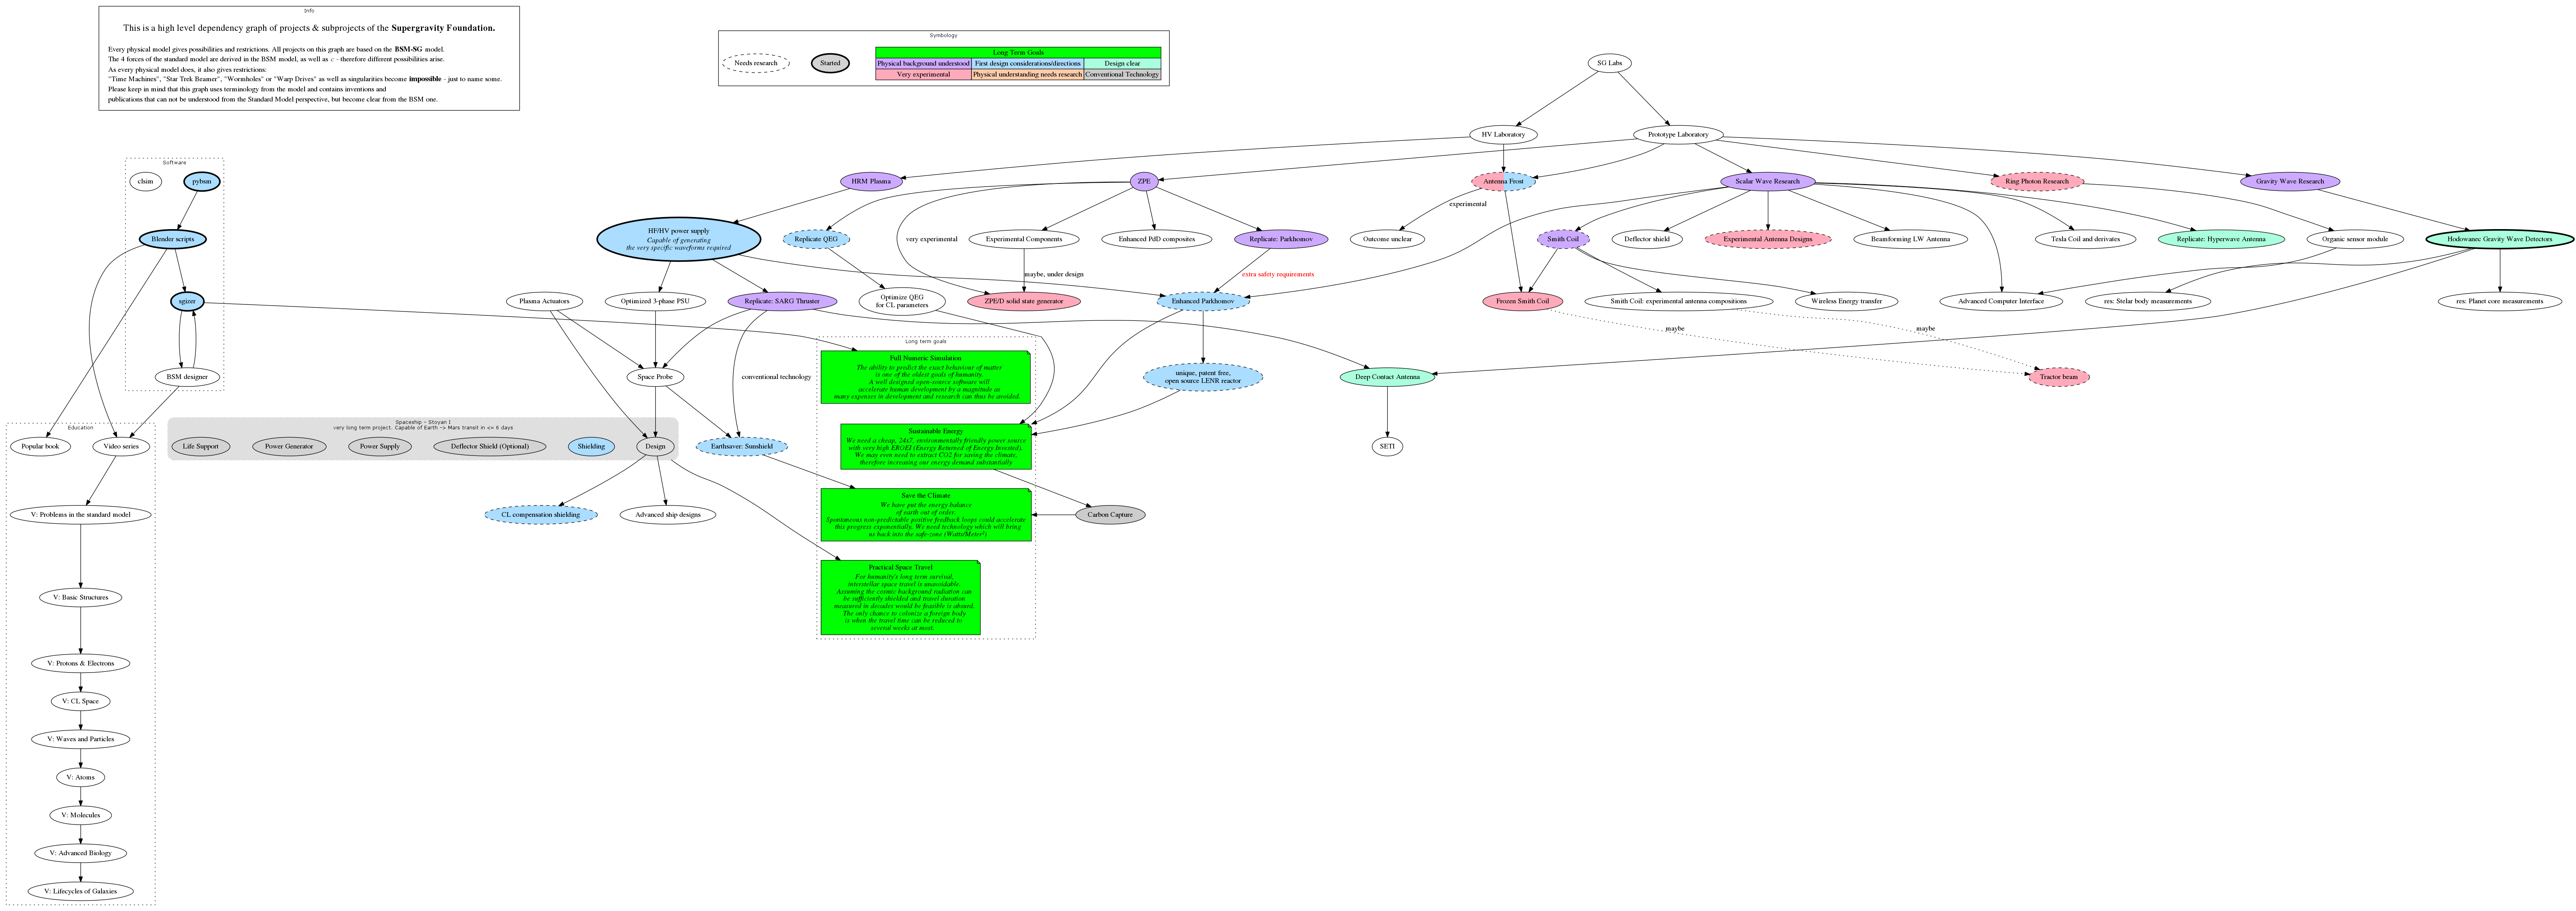 Info
This is a high level dependency graph of projects & subprojects of the Supergravity Foundation.
Every physical model gives possibilities and restrictions. All projects on this graph are based on the BSM-SG model.
The 4 forces of the standard model are derived in the BSM model, as well as c - therefore different possibilities arise.
As every physical model does, it also gives restrictions:
"Time Machines", "Star Trek Beamer", "Wormholes" or "Warp Drives" as well as singularities become impossible - just to name some.
Please keep in mind that this graph uses terminology from the model and contains inventions and
publications that can not be understood from the Standard Model perspective, but become clear from the BSM one.
Symbology
Needs research
Started
Long Term Goals
Physical background understood
First design considerations/directions
Design clear
Very experimental
Physical understanding needs research
Conventional Technology
SG Labs
HV Laboratory
Prototype Laboratory
Software
clsim
pybsm
HRM Plasma
ZPE
Antenna Frost
Scalar Wave Research
Ring Photon Research
Gravity Wave Research
experimental
Blender scripts
HF/HV power supply
Capable of generating
the very specific waveforms required
Replicate QEG
very experimental
Experimental Components
Enhanced PdD composites
Replicate: Parkhomov
Outcome unclear
Smith Coil
Deflector shield
Experimental Antenna Designs
Beamforming LW Antenna
Tesla Coil and derivates
Replicate: Hyperwave Antenna
Organic sensor module
Hodowanec Gravity Wave Detectors
maybe, under design
extra safety requirements
sgizer
Plasma Actuators
Optimized 3-phase PSU
Replicate: SARG Thruster
Optimize QEG
for CL parameters
ZPE/D solid state generator
Enhanced Parkhomov
Frozen Smith Coil
Smith Coil: experimental antenna compositions
Wireless Energy transfer
Advanced Computer Interface
res: Stelar body measurements
res: Planet core measurements
maybe
maybe
Long term goals
BSM designer
Space Probe
conventional technology
Full Numeric Simulation
The ability to predict the exact behaviour of matter
is one of the oldest goals of humanity.
A well designed open-source software will
accelerate human development by a magnitude as
many expenses in development and research can thus be avoided.
unique, patent free,
open source LENR reactor
Deep Contact Antenna
Tractor beam
Education
Popular book
Video series
Spaceship - Stoyan I
very long term project. Capable of Earth -> Mars transit in <= 6 days
Life Support
Power Generator
Power Supply
Deflector Shield (Optional)
Shielding
Design
Earthsaver: Sunshield
Sustainable Energy
We need a cheap, 24x7, environmentally friendly power source
with very high EROEI (Energy Returned of Energy Invested).
We may even need to extract CO2 for saving the climate,
therefore increasing our energy demand substantially
SETI
V: Problems in the standard model
CL compensation shielding
Advanced ship designs
Save the Climate
We have put the energy balance
of earth out of order.
Spontaneous non-predictable positive feedback loops could accelerate
this progress exponentially. We need technology which will bring
us back into the safe-zone (Watts/Meter²)
Carbon Capture
Practical Space Travel
For humanity's long term survival,
interstellar space travel is unavoidable.
Assuming the cosmic background radiation can
be sufficiently shielded and travel duration
measured in decades would be feasible is absurd.
The only chance to colonize a foreign body
is when the travel time can be reduced to
several weeks at most.
V: Basic Structures
V: Protons & Electrons
V: CL Space
V: Waves and Particles
V: Atoms
V: Molecules
V: Advanced Biology
V: Lifecycles of Galaxies